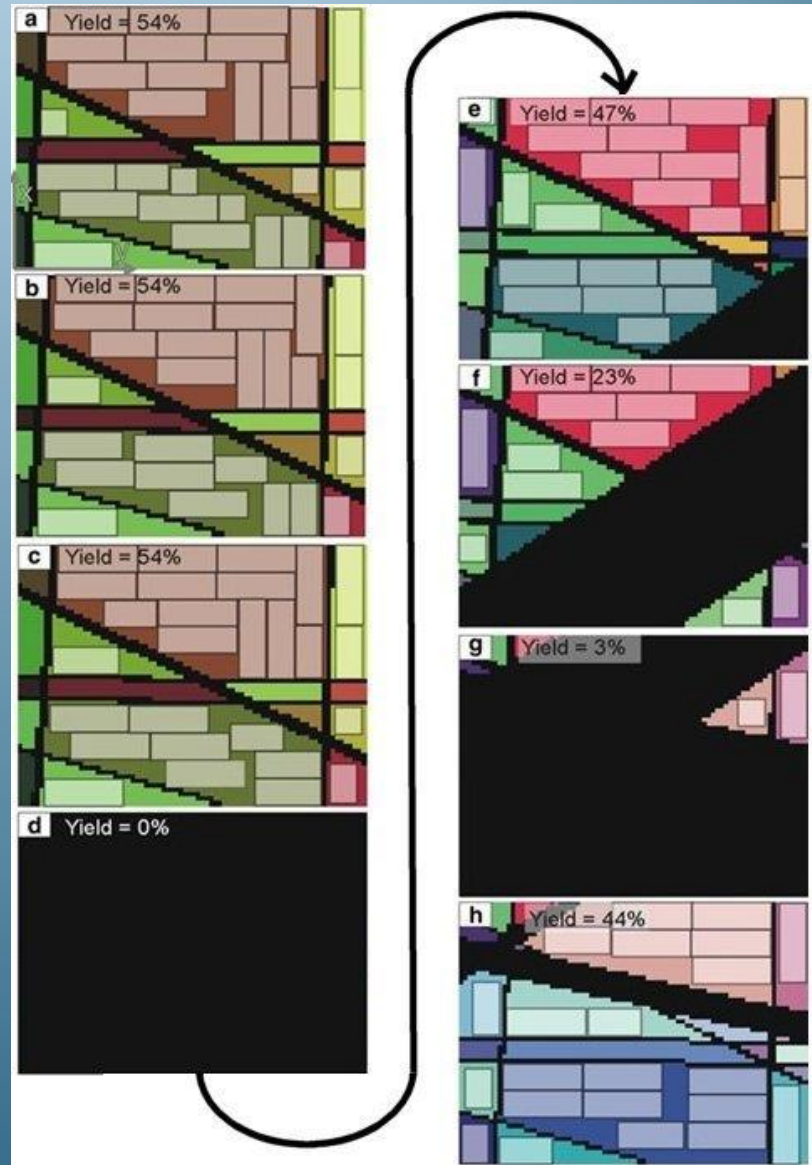 a Yield = 54%
x
y
b Yield = 54%
c Yield = 54%
d Yield = 0%
e Yield = 47%
f Yield = 23%
g Yield = 3%
h Yield = 44%